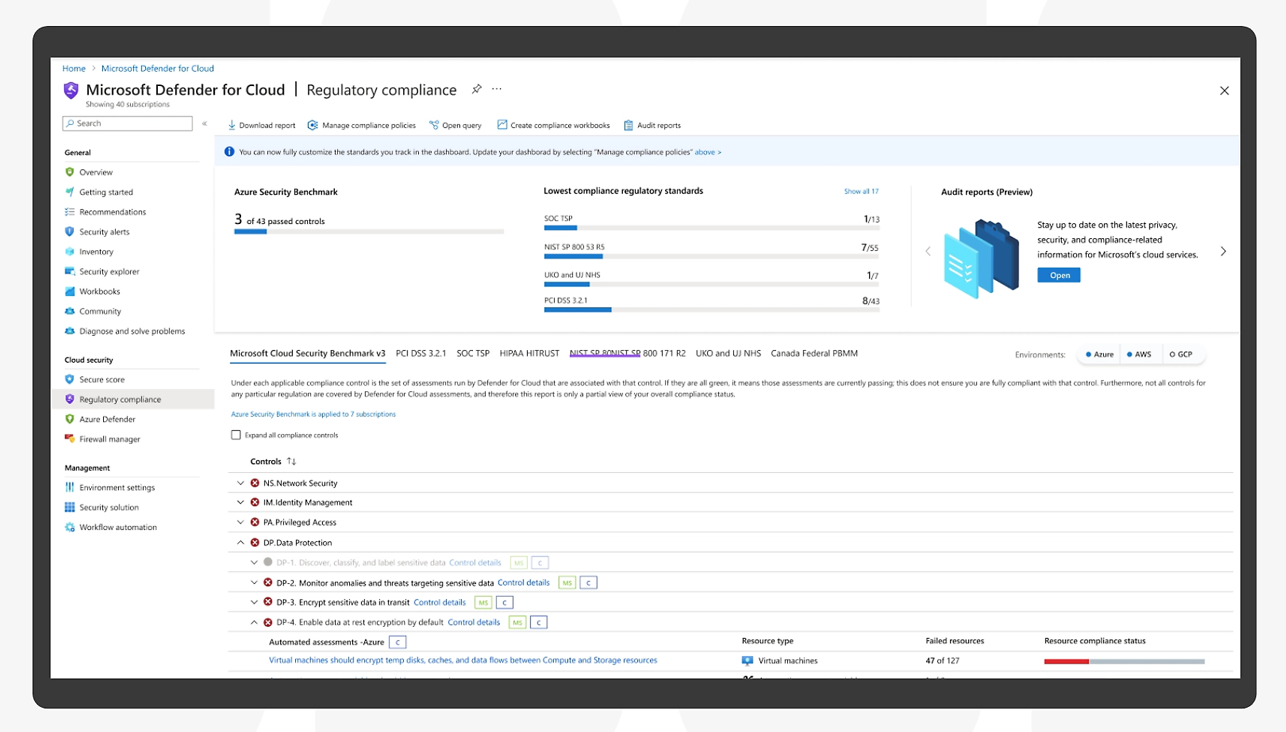 Home > Microsoft Defender for Cloud
Microsoft Defender for Cloud | Regulatory compliance ···
Showing 40 subscriptions
Search «
Download report Manage compliance policies Open query Create compliance workbooks Audit reports
You can now fully customize the standards you track in the dashboard. Update your dashborad by selecting "Manage compliance policies" above >
General
Overview
Getting started
Recommendations
Security alerts
Inventory
Security explorer
Workbooks
Community
Diagnose and solve problems
Cloud security
Secure score
Regulatory compliance
Azure Defender
Firewall manager
Management
Environment settings
Security solution
Workflow automation
Azure Security Benchmark
3 of 43 passed controls
Lowest compliance regulatory standards Show all 17
SOC TSP 1/13
NIST SP 800 53 R5 7/55
UKO and UJ NHS 1/7
PCI DSS 3.2.1 8/43
Audit reports (Preview)
Stay up to date on the latest privacy,
security, and compliance-related
information for Microsoft's cloud services.
Open
Microsoft Cloud Security Benchmark v3 PCI DSS 3.2.1 SOC TSP HIPAA HITRUST NIST SP 80NIST SP 800 171 R2 UKO and UJ NHS Canada Federal PBMM Environments: Azure AWS GCP
Under each applicable compliance control is the set of assessments run by Defender for Cloud that are associated with that control. If they are all green, it means those assessments are currently passing; this does not ensure you are fully compliant with that control. Furthermore, not all controls for
any particular regulation are covered by Defender for Cloud assessments, and therefore this report is only a partial view of your overall compliance status.
Azure Security Benchmark is applied to 7 subscriptions
Expand all compliance controls
Controls ↑↓
NS.Network Security
IM.Identity Management
PA.Privileged Access
DP.Data Protection
DP-1. Discover, classify, and label sensitive data Control details MS C
DP-2. Monitor anomalies and threats targeting sensitive data Control details MS C
DP-3. Encrypt sensitive data in transit Control details MS C
DP-4. Enable data at rest encryption by default Control details MS C
Automated assessments -Azure C Resource type Failed resources Resource compliance status
Virtual machines should encrypt temp disks, caches, and data flows between Compute and Storage resources Virtual machines 47 of 127